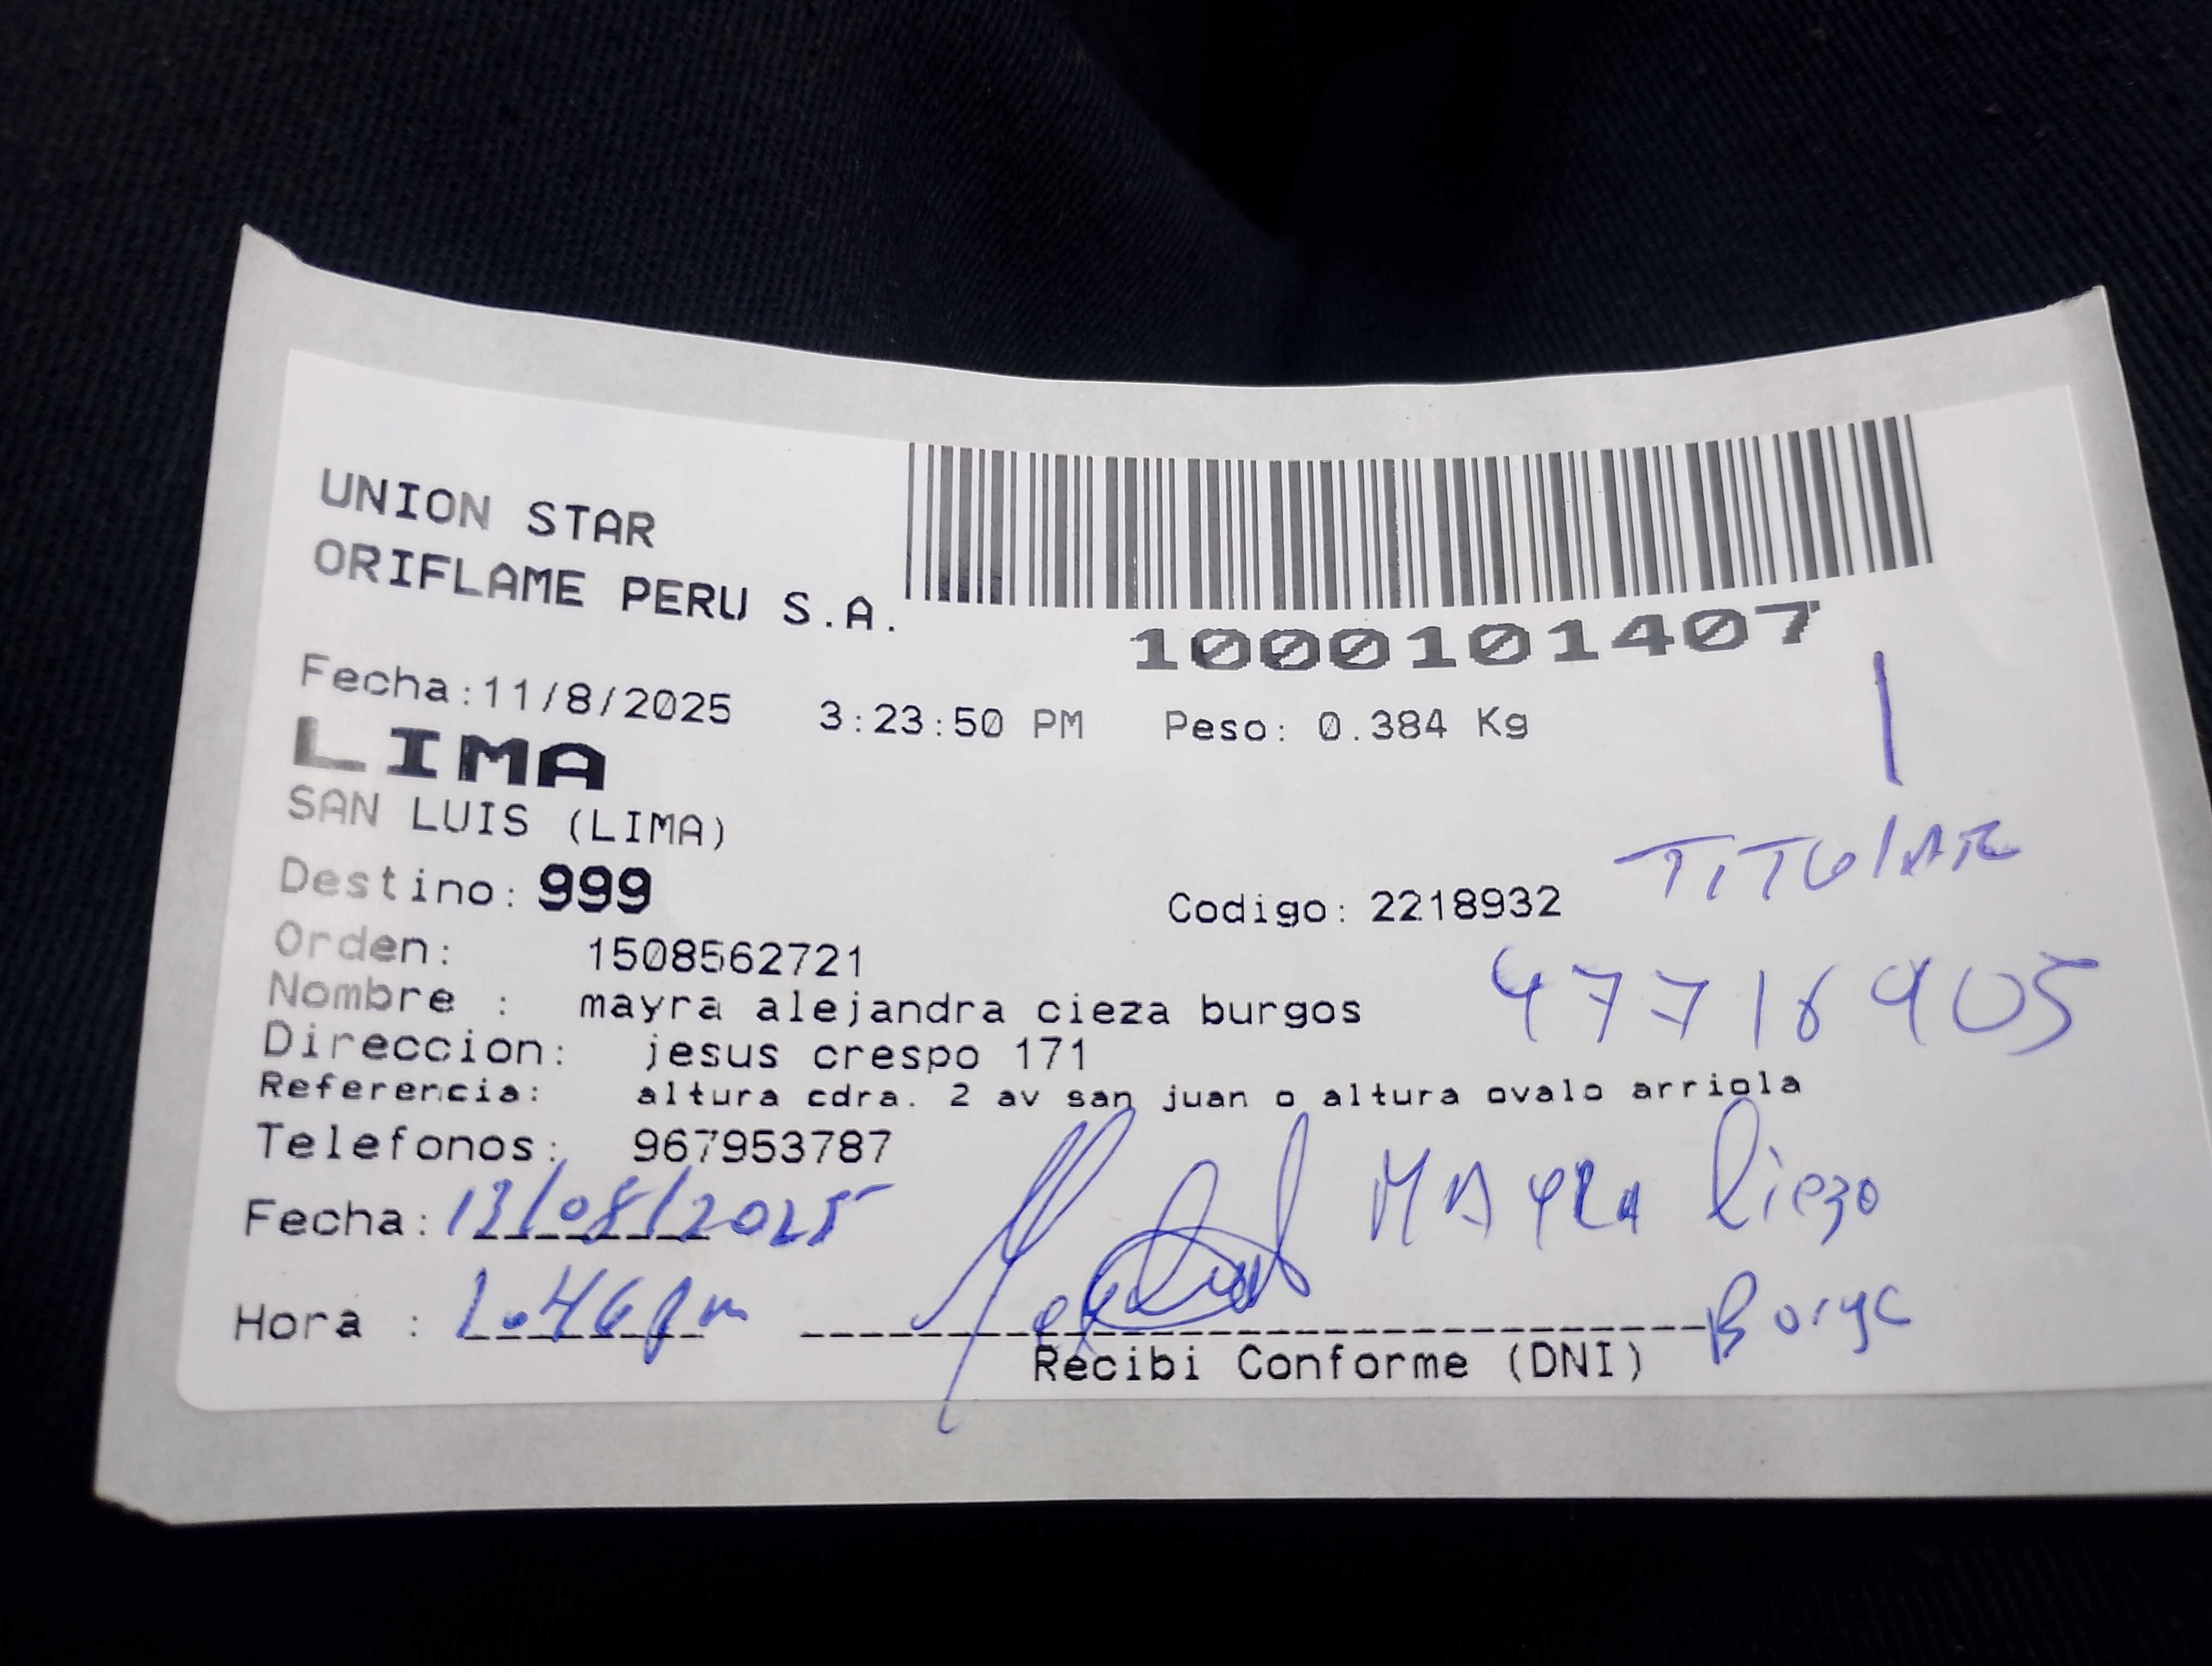 UNION STAR
ORIFLAME PERU S.A.
1000101407
Fecha:11/8/2025 3:23:50 PM Peso: 0.384 Kg
LIMA
SAN LUIS (LIMA)
TITULAR
Destino: 999 Codigo: 2218932
Orden: 1508562721
47716905
Nombre : mayra alejandra cieza burgos
Direccion: jesus crespo 171
Referencia: altura cdra. 2 av san juan o altura ovalo arriola
Telefonos: 967953787
MAYRA Cieza
Fecha: 13/08/2025
Hora : 1.46pm
Recibi Conforme (DNI)